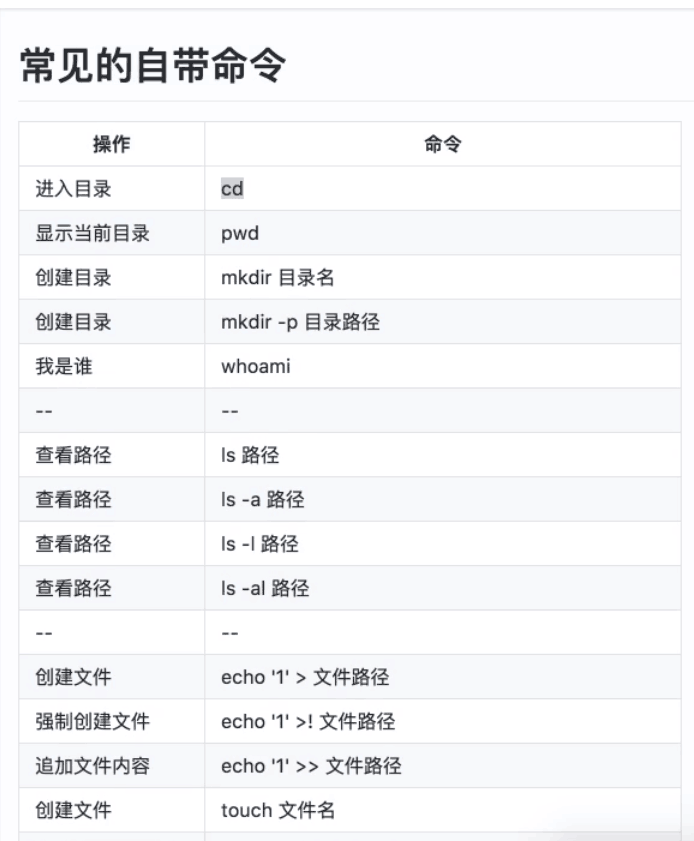 常见的自带命令
操作 命令
进入目录 cd
显示当前目录 pwd
创建目录 mkdir 目录名
创建目录 mkdir -p 目录路径
我是谁 whoami
-- --
查看路径 ls 路径
查看路径 ls -a 路径
查看路径 ls -l 路径
查看路径 ls -al 路径
-- --
创建文件 echo '1' > 文件路径
强制创建文件 echo '1' >! 文件路径
追加文件内容 echo '1' >> 文件路径
创建文件 touch 文件名